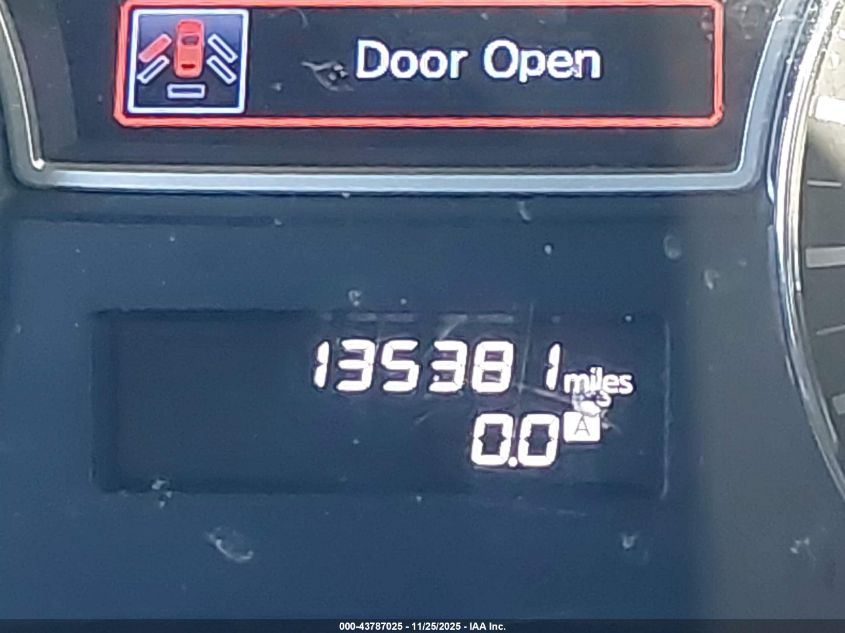 Door Open
135381 miles
0.0 A
000-43787025 - 11/25/2025 - IAA Inc.